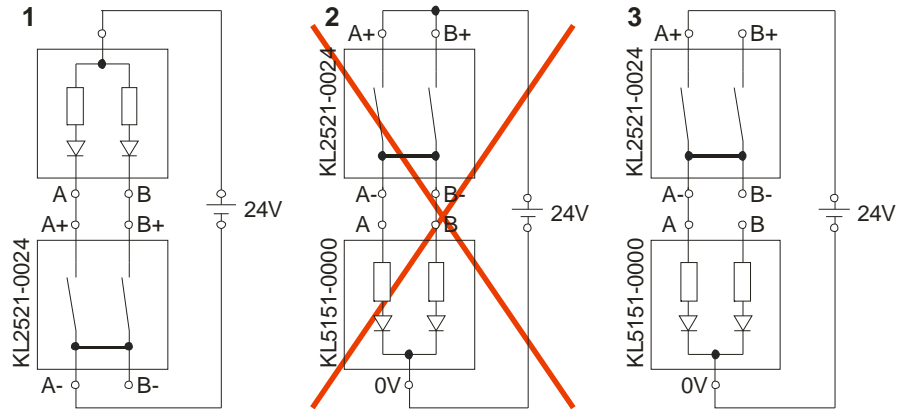 1
A
B
A+
B+
KL2521-0024
A-
B-
24V
2
A+
B+
KL2521-0024
A-
B-
A
B
KL5151-0000
0V
24V
3
A+
B+
KL2521-0024
A-
B-
A
B
KL5151-0000
0V
24V